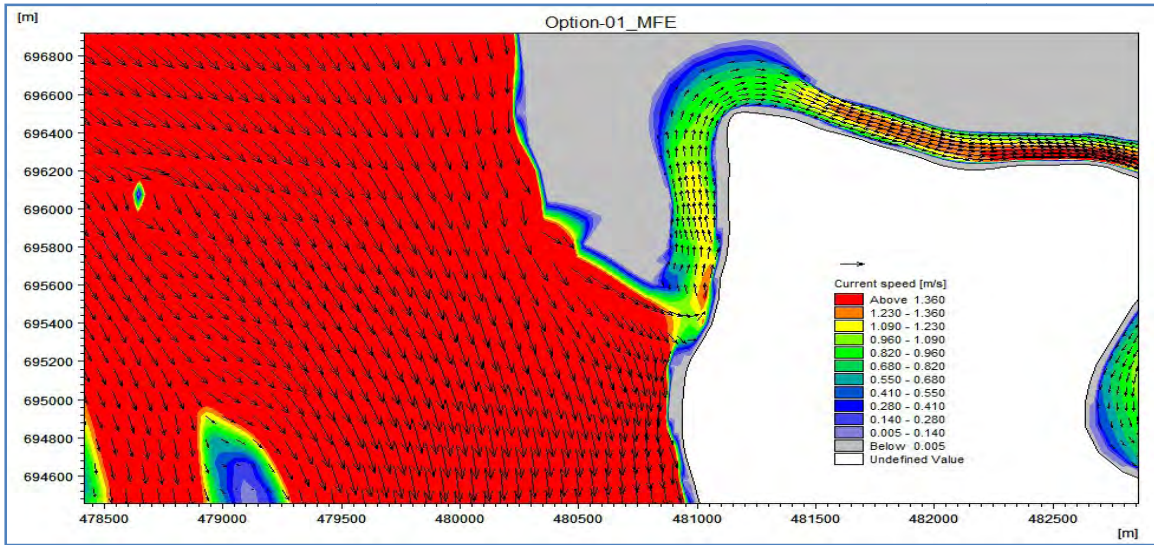 [m]
Option-01_MFE
696800
696600
696400
696200
696000
695800
695600
695400
695200
695000
694800
694600
Current speed [m/s]
Above 1.360
1.230 - 1.360
1.090 - 1.230
0.960 - 1.090
0.820 - 0.960
0.680 - 0.820
0.550 - 0.680
0.410 - 0.550
0.280 - 0.410
0.140 - 0.280
0.005 - 0.140
Below 0.005
Undefined Value
478500 479000 479500 480000 480500 481000 481500 482000 482500
[m]